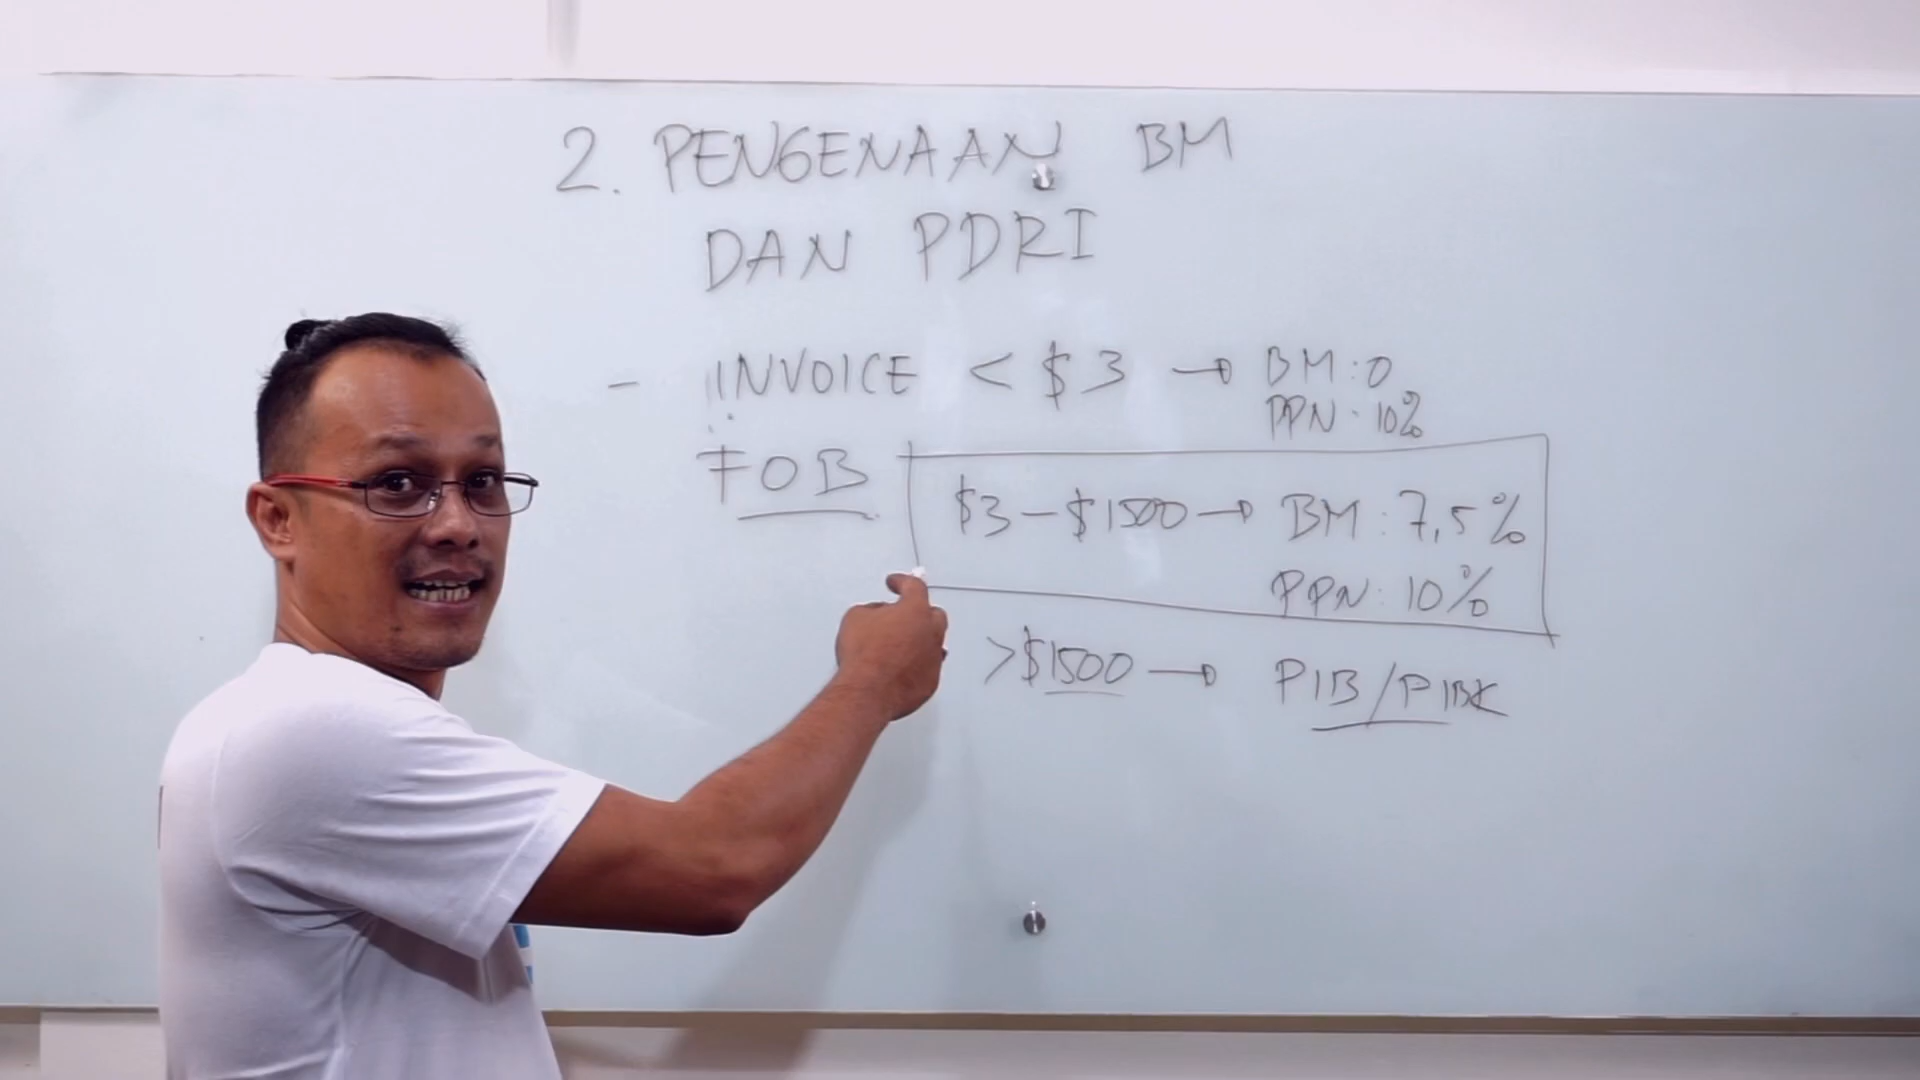 2. PENGENAAN BM
DAN PDRI
- INVOICE < $3 → BM: 0
PPN: 10%
FOB
$3 - $1500 → BM: 7,5%
PPN: 10%
>$1500 → PIB/PIBK